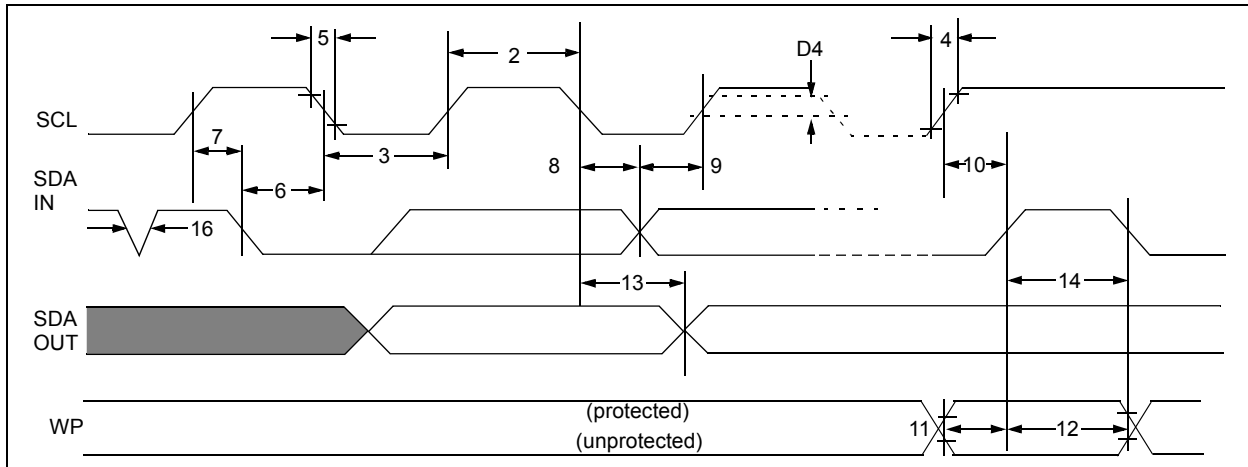 5
2
D4
4
SCL
7
3
8
9
10
6
SDA
IN
16
13
14
SDA
OUT
WP
(protected)
(unprotected)
11
12